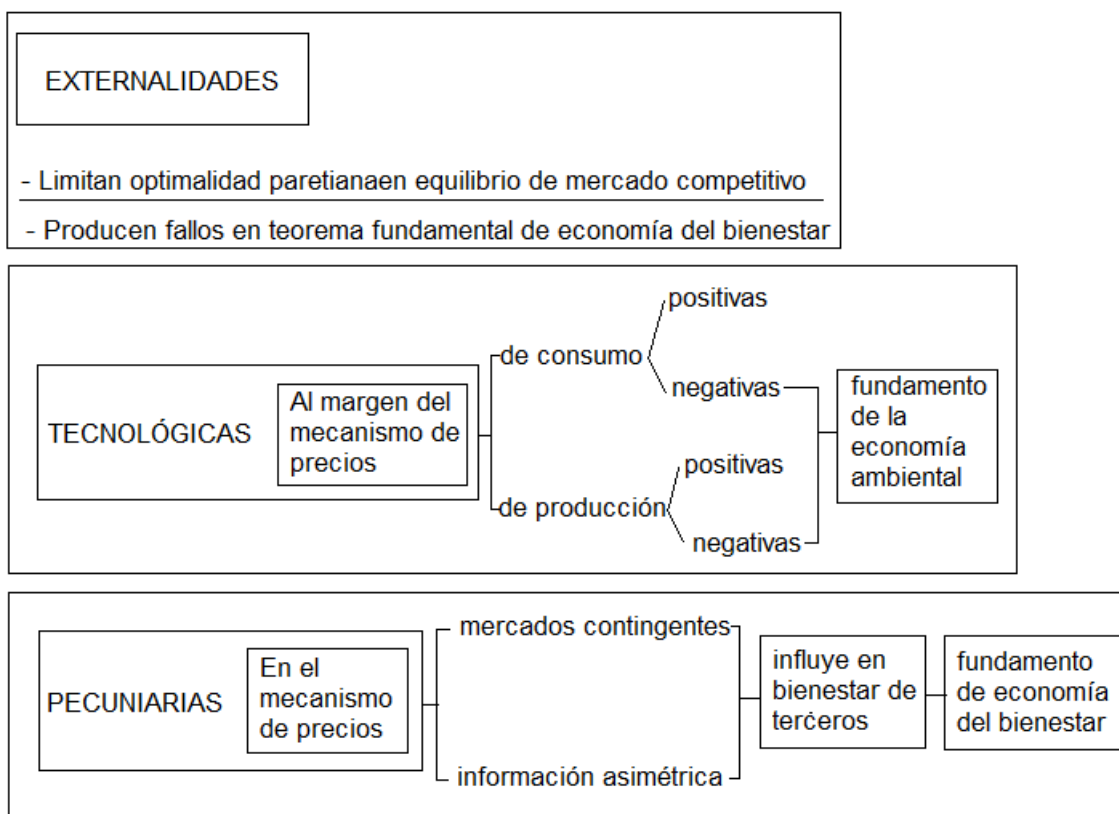 EXTERNALIDADES
- Limitan optimalidad paretianaen equilibrio de mercado competitivo
- Producen fallos en teorema fundamental de economía del bienestar
TECNOLÓGICAS
Al margen del
mecanismo de
precios
de consumo
positivas
negativas
de producción
positivas
negativas
fundamento
de la
economía
ambiental
PECUNIARIAS
En el
mecanismo
de precios
mercados contingentes
información asimétrica
influye en
bienestar de
terceros
fundamento
de economía
del bienestar